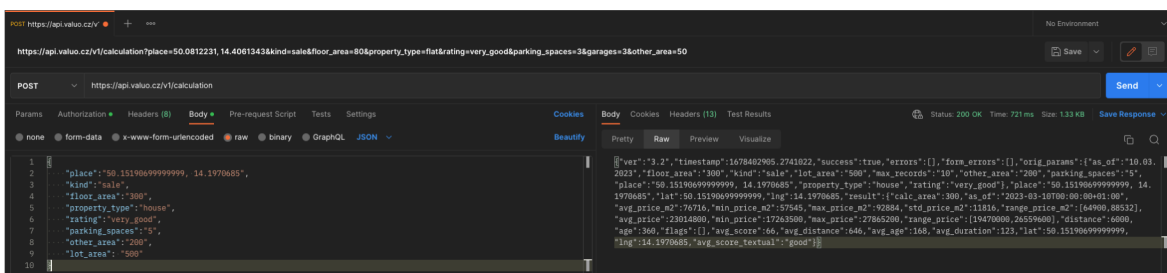 POST https://api.valuo.cz/v
No Environment
https://api.valuo.cz/v1/calculation?place=50.0812231, 14.4061343&kind=sale&floor_area=80&property_type=flat&rating=very_good&parking_spaces=3&garages=3&other_area=50
Save
POST https://api.valuo.cz/v1/calculation Send
Params Authorization Headers (8) Body Pre-request Script Tests Settings Cookies
none form-data x-www-form-urlencoded raw binary GraphQL JSON Beautify
1 {
2 "place":"50.15190699999999, 14.1970685",
3 "kind":"sale",
4 "floor_area":"300",
5 "property_type":"house",
6 "rating":"very_good",
7 "parking_spaces":"5",
8 "other_area":"200",
9 "lot_area": "500"
10 }
Body Cookies Headers (13) Test Results Status: 200 OK Time: 721 ms Size: 1.33 KB Save Response
Pretty Raw Preview Visualize
{"ver":"3.2","timestamp":1678402905.2741022,"success":true,"errors":[],"form_errors":[],"orig_params":{"as_of":"10.03.
2023","floor_area":"300","kind":"sale","lot_area":"500","max_records":"10","other_area":"200","parking_spaces":"5",
"place":"50.15190699999999, 14.1970685","property_type":"house","rating":"very_good"},"place":"50.15190699999999, 14.
1970685","lat":50.15190699999999,"lng":14.1970685,"result":{"calc_area":300,"as_of":"2023-03-10T00:00:00+01:00",
"avg_price_m2":76716,"min_price_m2":57545,"max_price_m2":92884,"std_price_m2":11816,"range_price_m2":[64900,88532],
"avg_price":23014800,"min_price":17263500,"max_price":27865200,"range_price":[19470000,26559600],"distance":6000,
"age":360,"flags":[],"avg_score":66,"avg_distance":646,"avg_age":168,"avg_duration":123,"lat":50.15190699999999,
"lng":14.1970685,"avg_score_textual":"good"}}